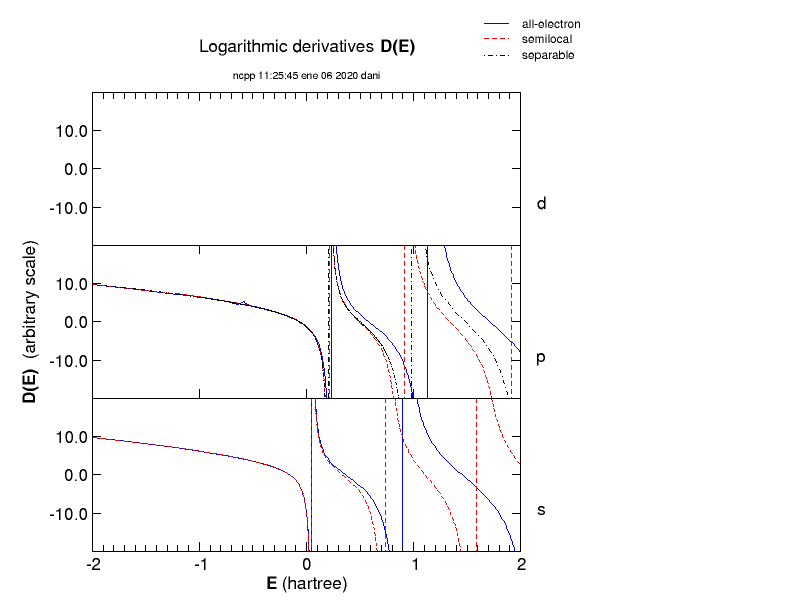 all-electron
semilocal
separable
Logarithmic derivatives D(E)
ncpp 11:25:45 ene 06 2020 dani
10.0
0.0
-10.0
d
10.0
0.0
-10.0
p
10.0
0.0
-10.0
s
D(E) (arbitrary scale)
-2 -1 0 1 2
E (hartree)